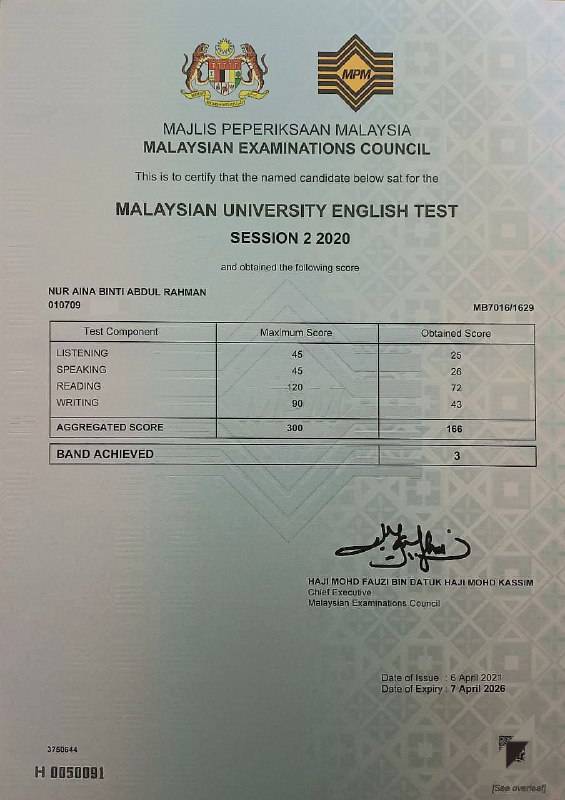 MPM
MAJLIS PEPERIKSAAN MALAYSIA
MALAYSIAN EXAMINATIONS COUNCIL
This is to certify that the named candidate below sat for the
MALAYSIAN UNIVERSITY ENGLISH TEST
SESSION 2 2020
and obtained the following score
NUR AINA BINTI ABDUL RAHMAN
010709 MB7016/1629
Test Component Maximum Score Obtained Score
LISTENING 45 25
SPEAKING 45 26
READING 120 72
WRITING 90 43
AGGREGATED SCORE 300 166
BAND ACHIEVED 3
HAJI MOHD FAUZI BIN DATUK HAJI MOHD KASSIM
Chief Executive
Malaysian Examinations Council
Date of Issue : 6 April 2021
Date of Expiry : 7 April 2026
3750644
H 0050091
[See overleaf]